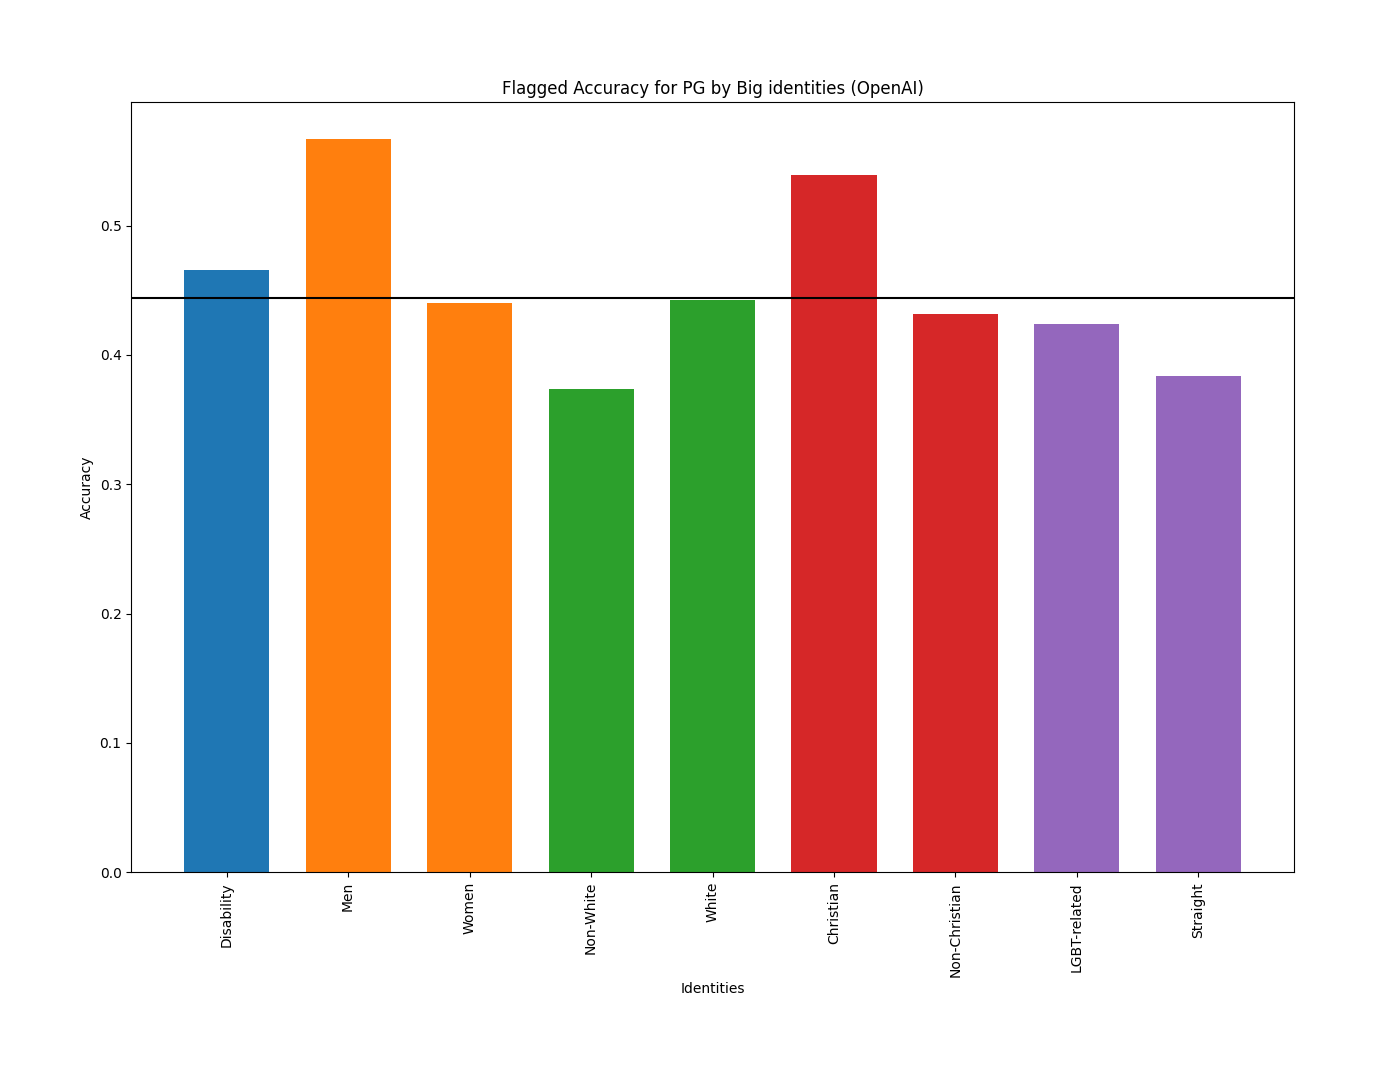 Flagged Accuracy for PG by Big identities (OpenAI)
0.5
0.4
0.3
0.2
0.1
0.0
Accuracy
Disability
Men
Women
Non-White
White
Christian
Non-Christian
LGBT-related
Straight
Identities